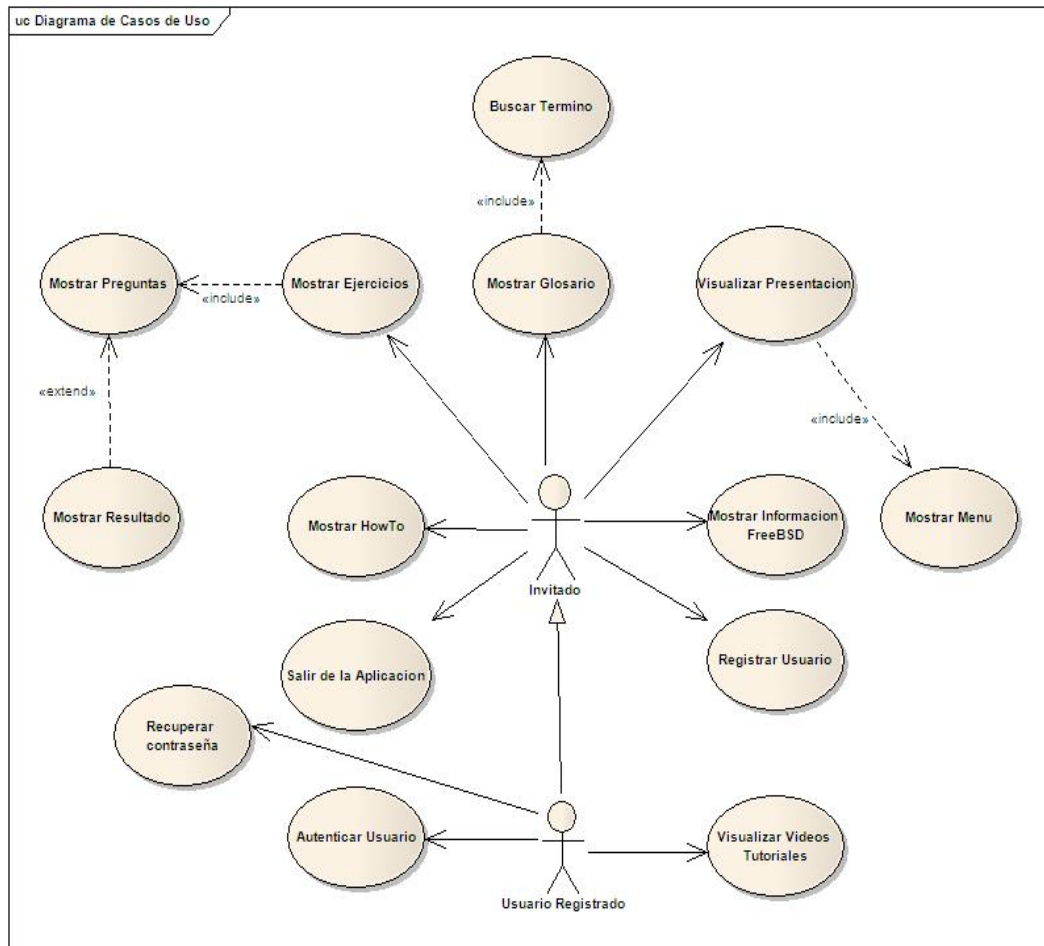 uc Diagrama de Casos de Uso
Buscar Termino
«include»
Mostrar Preguntas
«include»
Mostrar Ejercicios
Mostrar Glosario
Visualizar Presentacion
«extend»
«include»
Mostrar Resultado
Mostrar HowTo
Invitado
Mostrar Informacion
FreeBSD
Mostrar Menu
Salir de la Aplicacion
Registrar Usuario
Recuperar
contraseña
Autenticar Usuario
Usuario Registrado
Visualizar Videos
Tutoriales